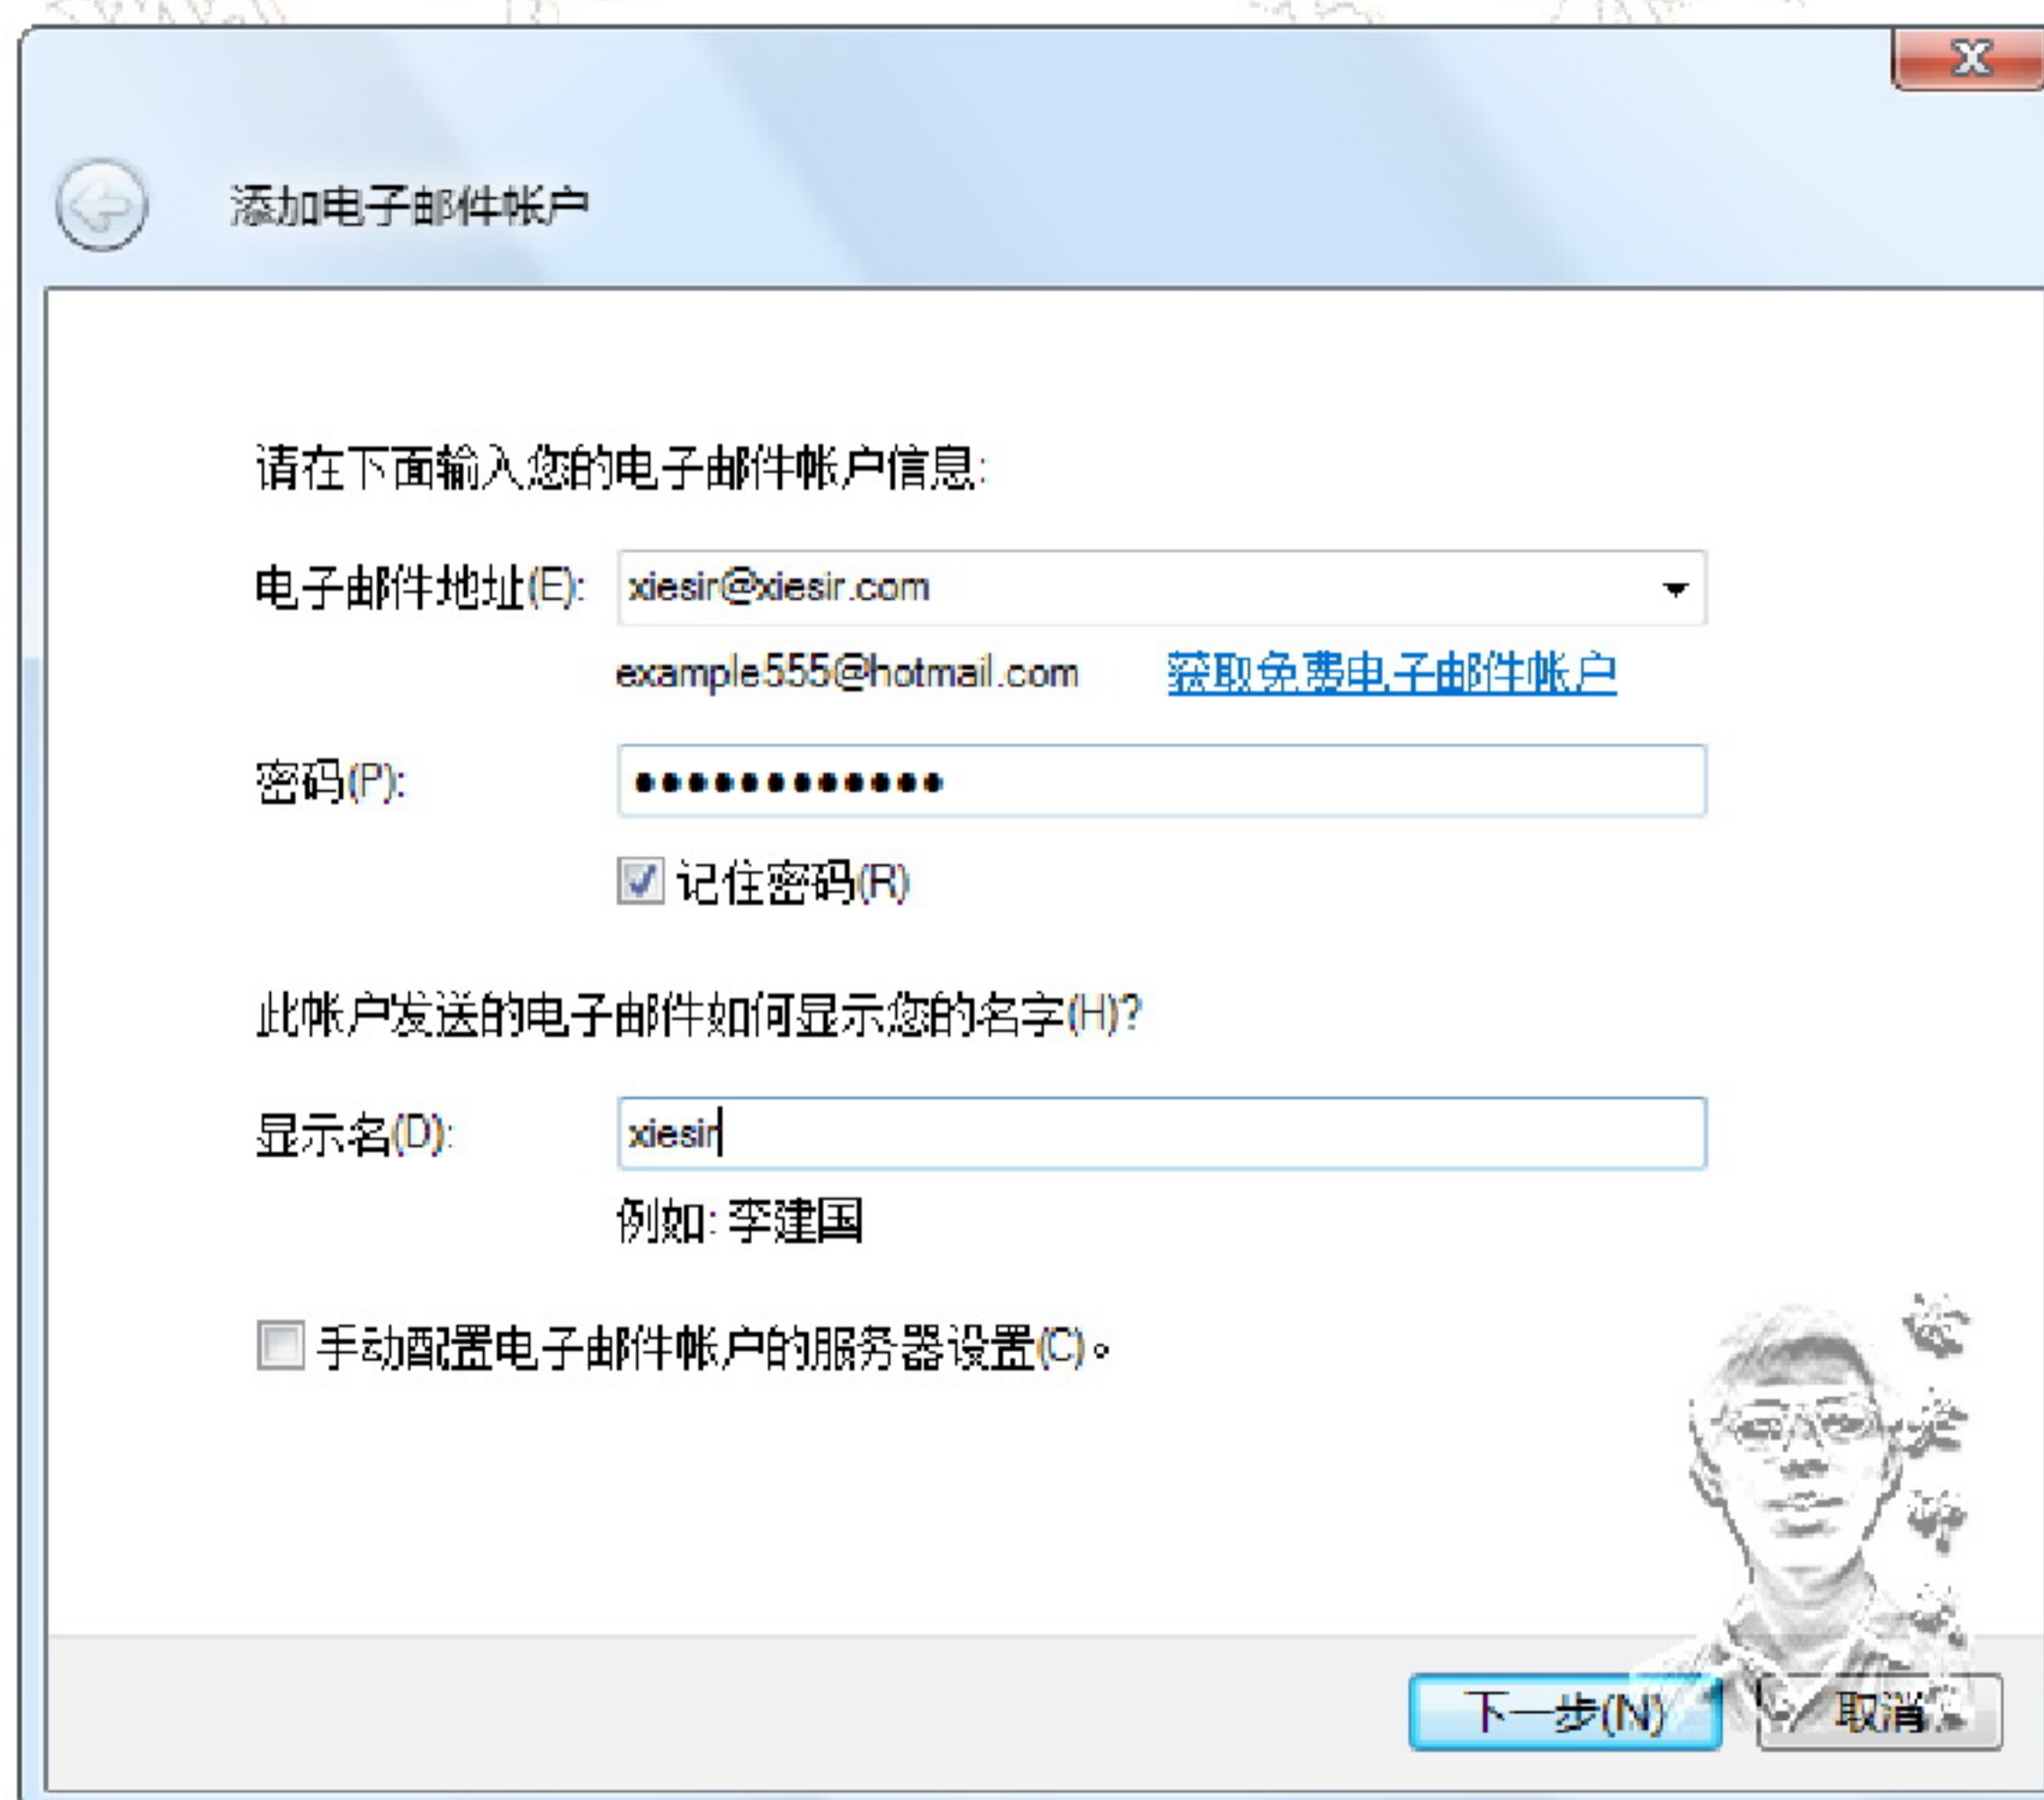 添加电子邮件帐户
请在下面输入您的电子邮件帐户信息:
电子邮件地址(E): xiesir@xiesir.com
example555@hotmail.com 获取免费电子邮件帐户
密码(P): ●●●●●●●●●●●●
记住密码(R)
此帐户发送的电子邮件如何显示您的名字(H)?
显示名(D): xiesir
例如: 李建国
手动配置电子邮件帐户的服务器设置(C)。
下一步(N) 取消